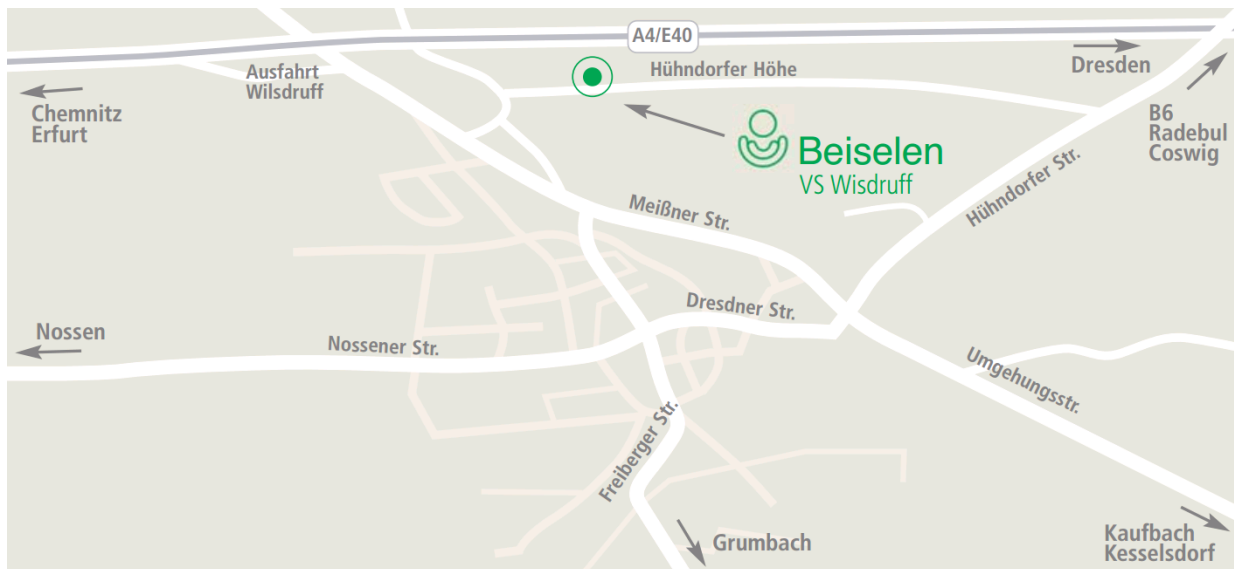 A4/E40
Ausfahrt
Wilsdruff
Hühndorfer Höhe
Dresden
Chemnitz
Erfurt
B6
Radebul
Coswig
Beiselen
VS Wisdruff
Hühndorfer Str.
Meißner Str.
Dresdner Str.
Nossen
Nossener Str.
Umgehungsstr.
Freiberger Str.
Grumbach
Kaufbach
Kesselsdorf